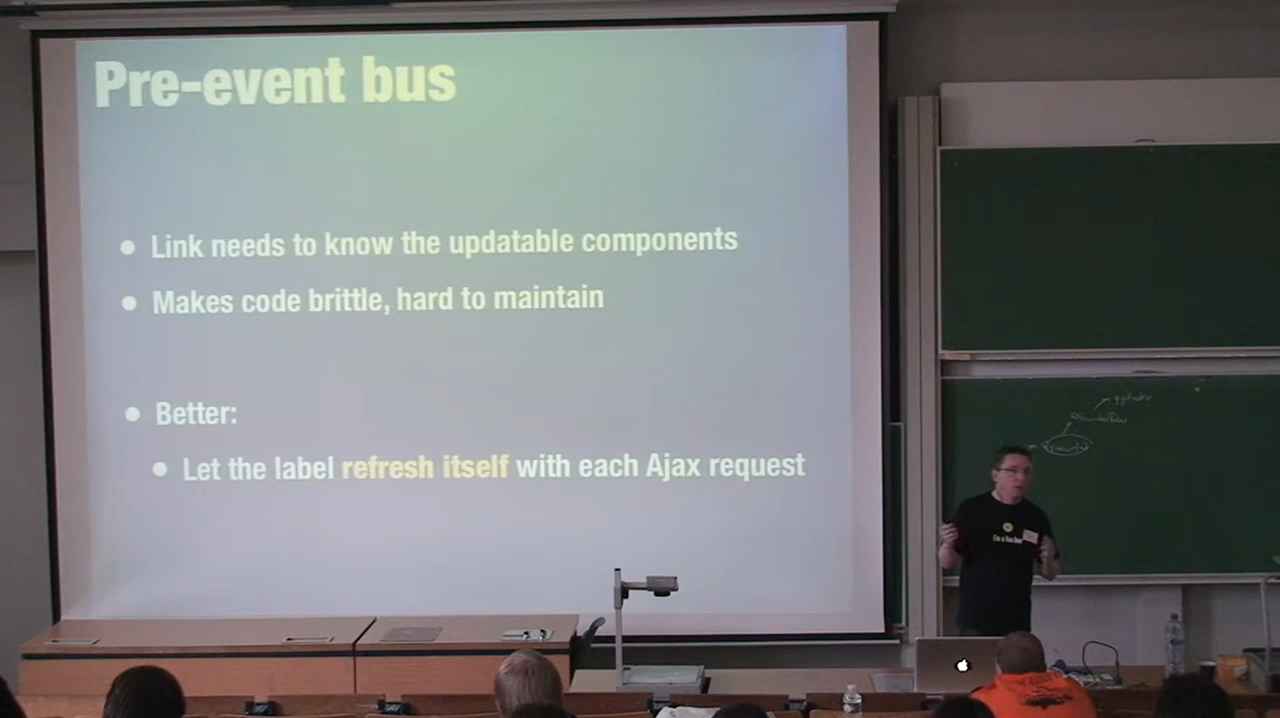 Pre-event bus
• Link needs to know the updatable components
• Makes code brittle, hard to maintain
• Better:
• Let the label refresh itself with each Ajax request